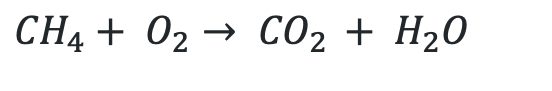 CH₄ + O₂ → CO₂ + H₂O